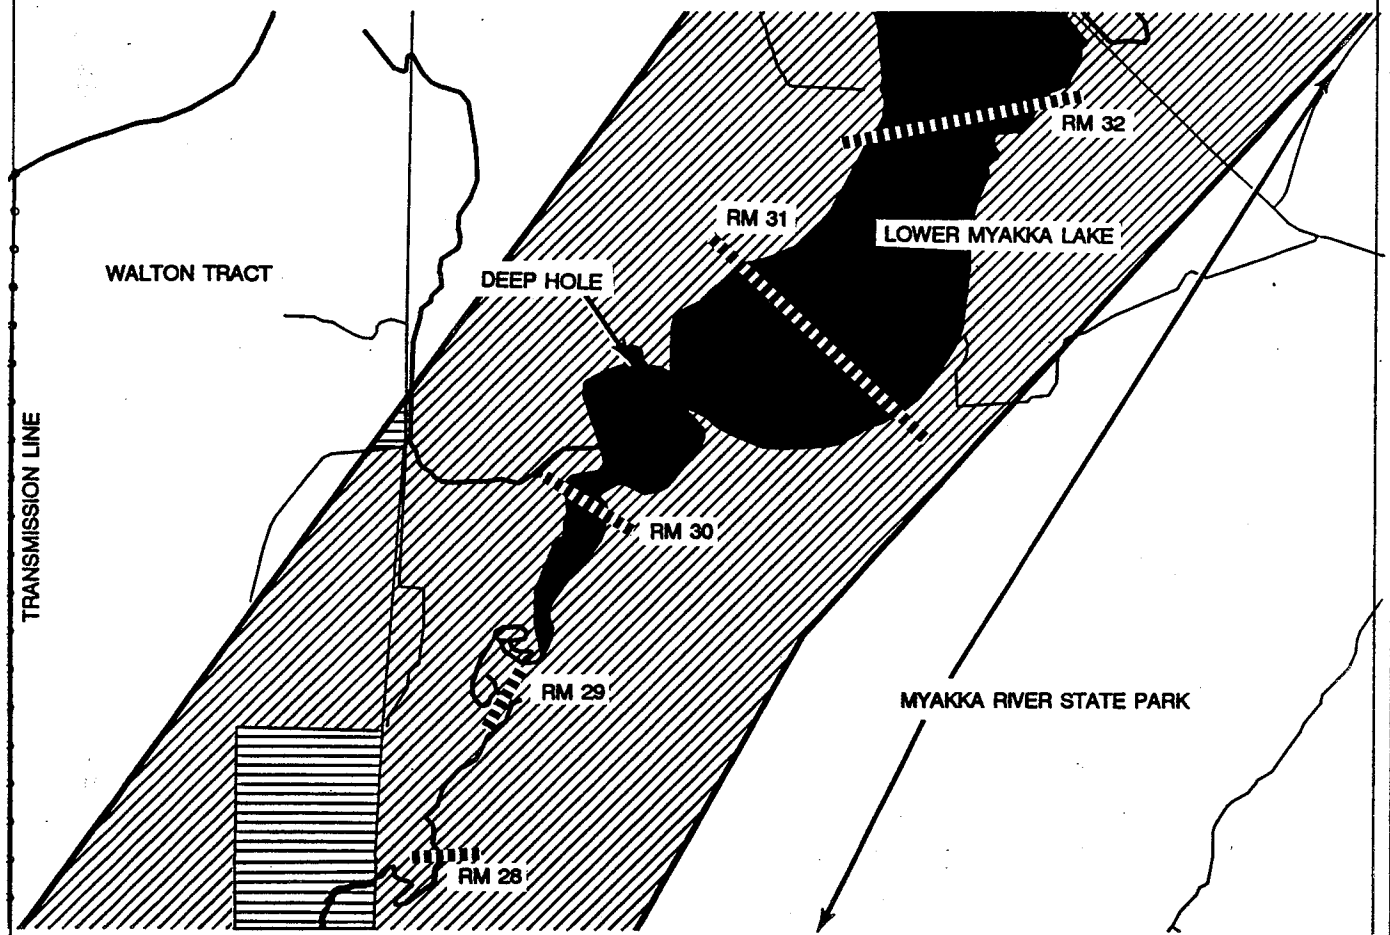 RM 32
RM 31
LOWER MYAKKA LAKE
WALTON TRACT
DEEP HOLE
TRANSMISSION LINE
RM 30
RM 29
MYAKKA RIVER STATE PARK
RM 28